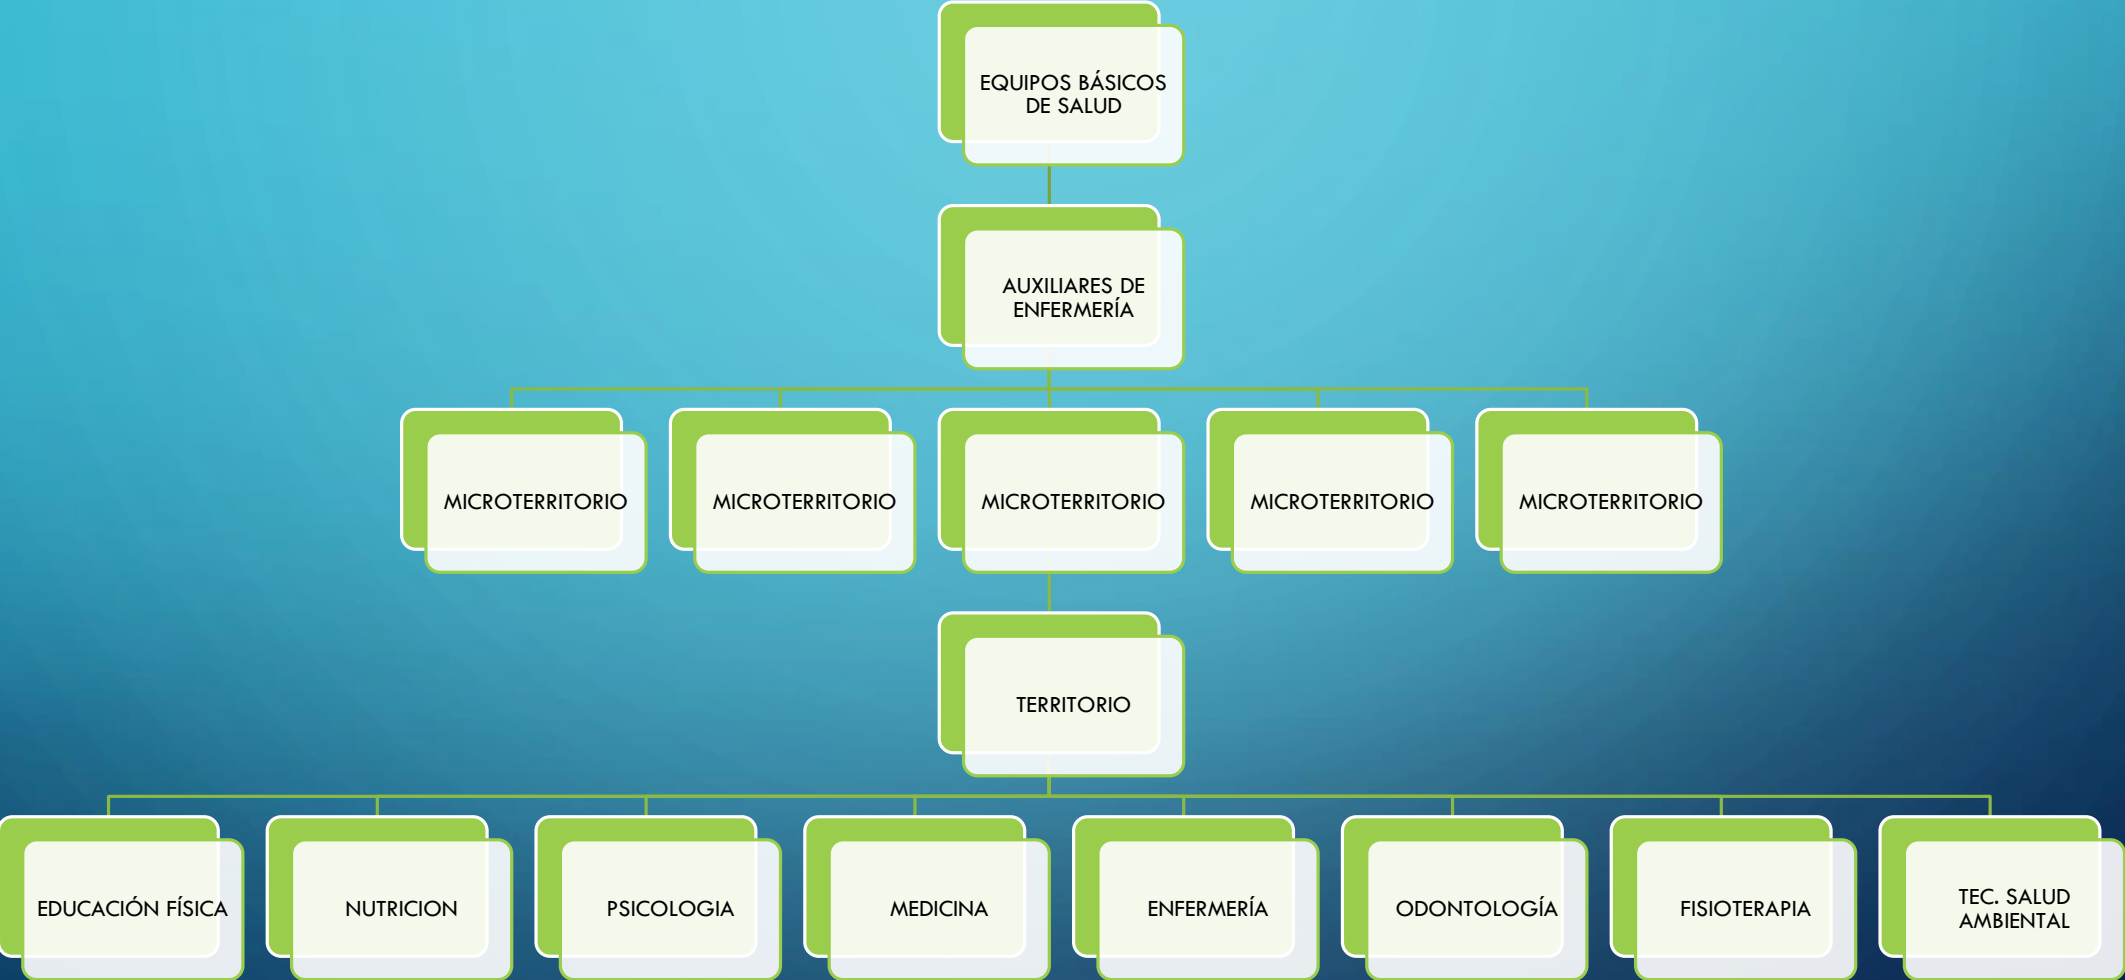 EQUIPOS BÁSICOS
DE SALUD
AUXILIARES DE
ENFERMERÍA
MICROTERRITORIO
MICROTERRITORIO
MICROTERRITORIO
MICROTERRITORIO
MICROTERRITORIO
TERRITORIO
EDUCACIÓN FÍSICA
NUTRICION
PSICOLOGIA
MEDICINA
ENFERMERÍA
ODONTOLOGÍA
FISIOTERAPIA
TEC. SALUD
AMBIENTAL